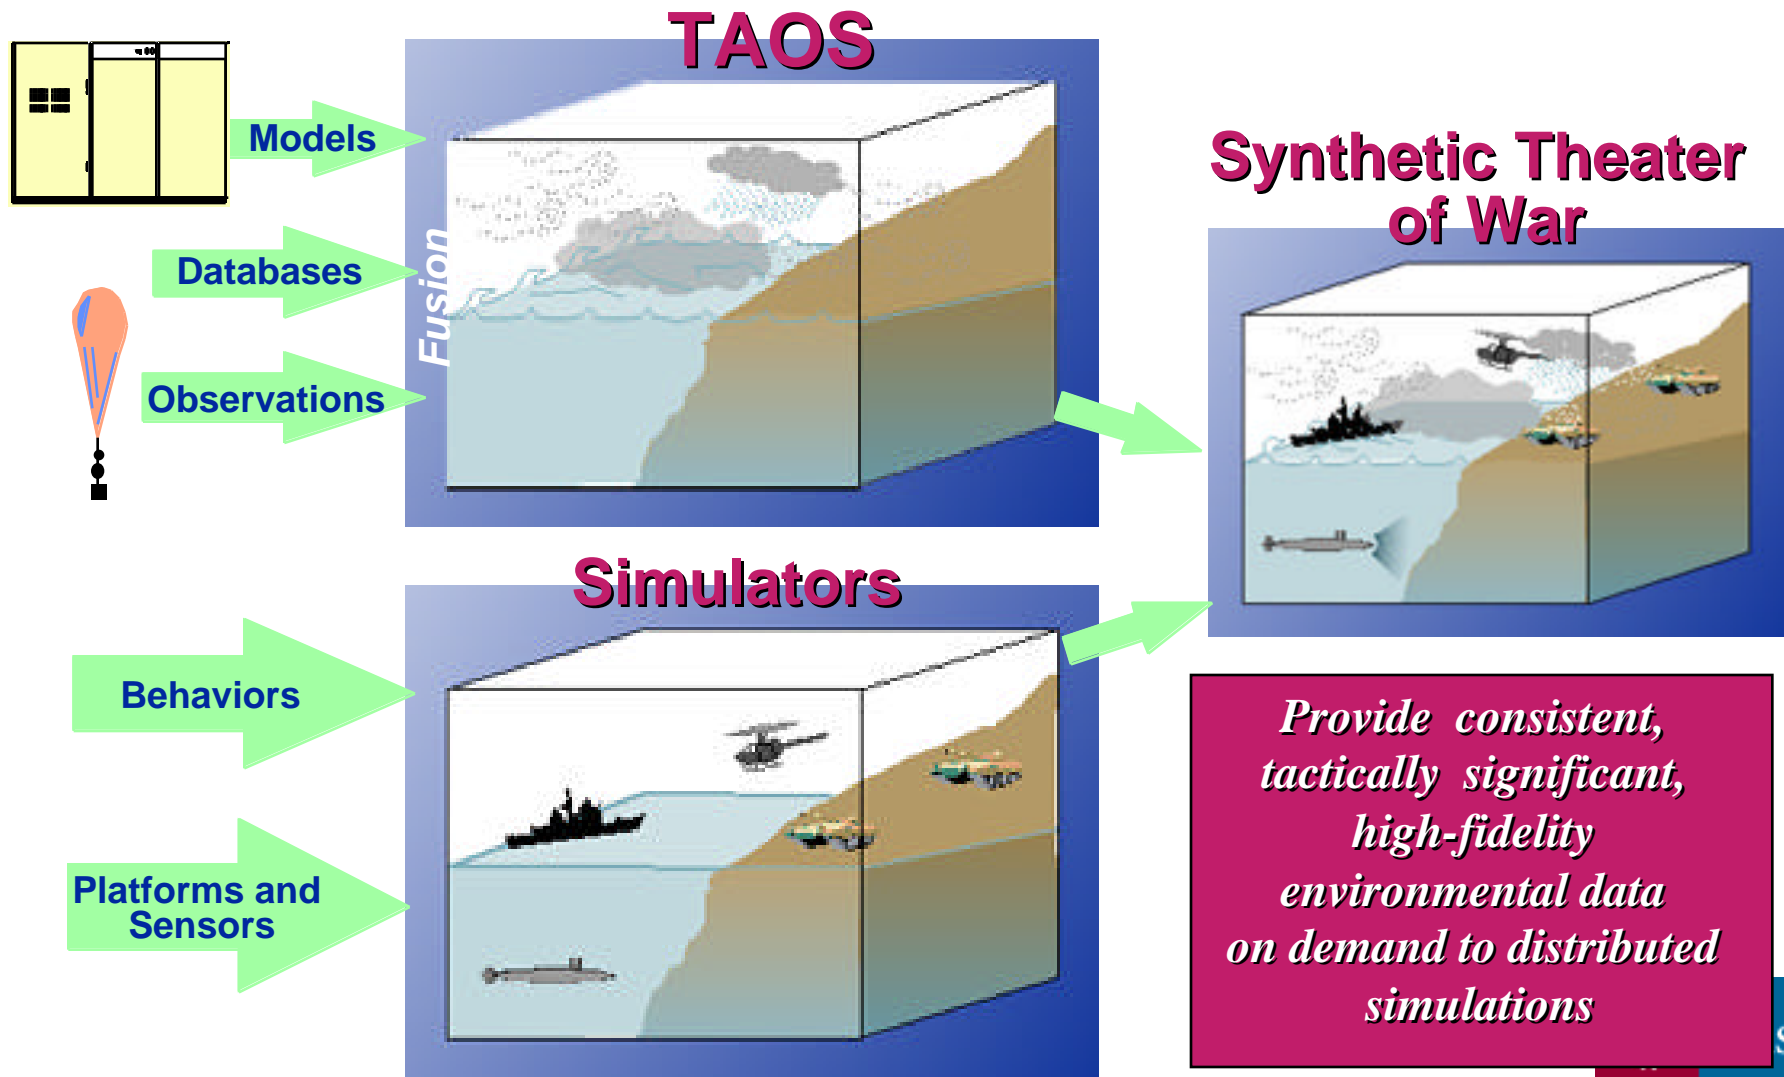 TAOS
Models
Databases
Observations
Fusion
Synthetic Theater
of War
Simulators
Behaviors
Platforms and
Sensors
Provide consistent,
tactically significant,
high-fidelity
environmental data
on demand to distributed
simulations
S